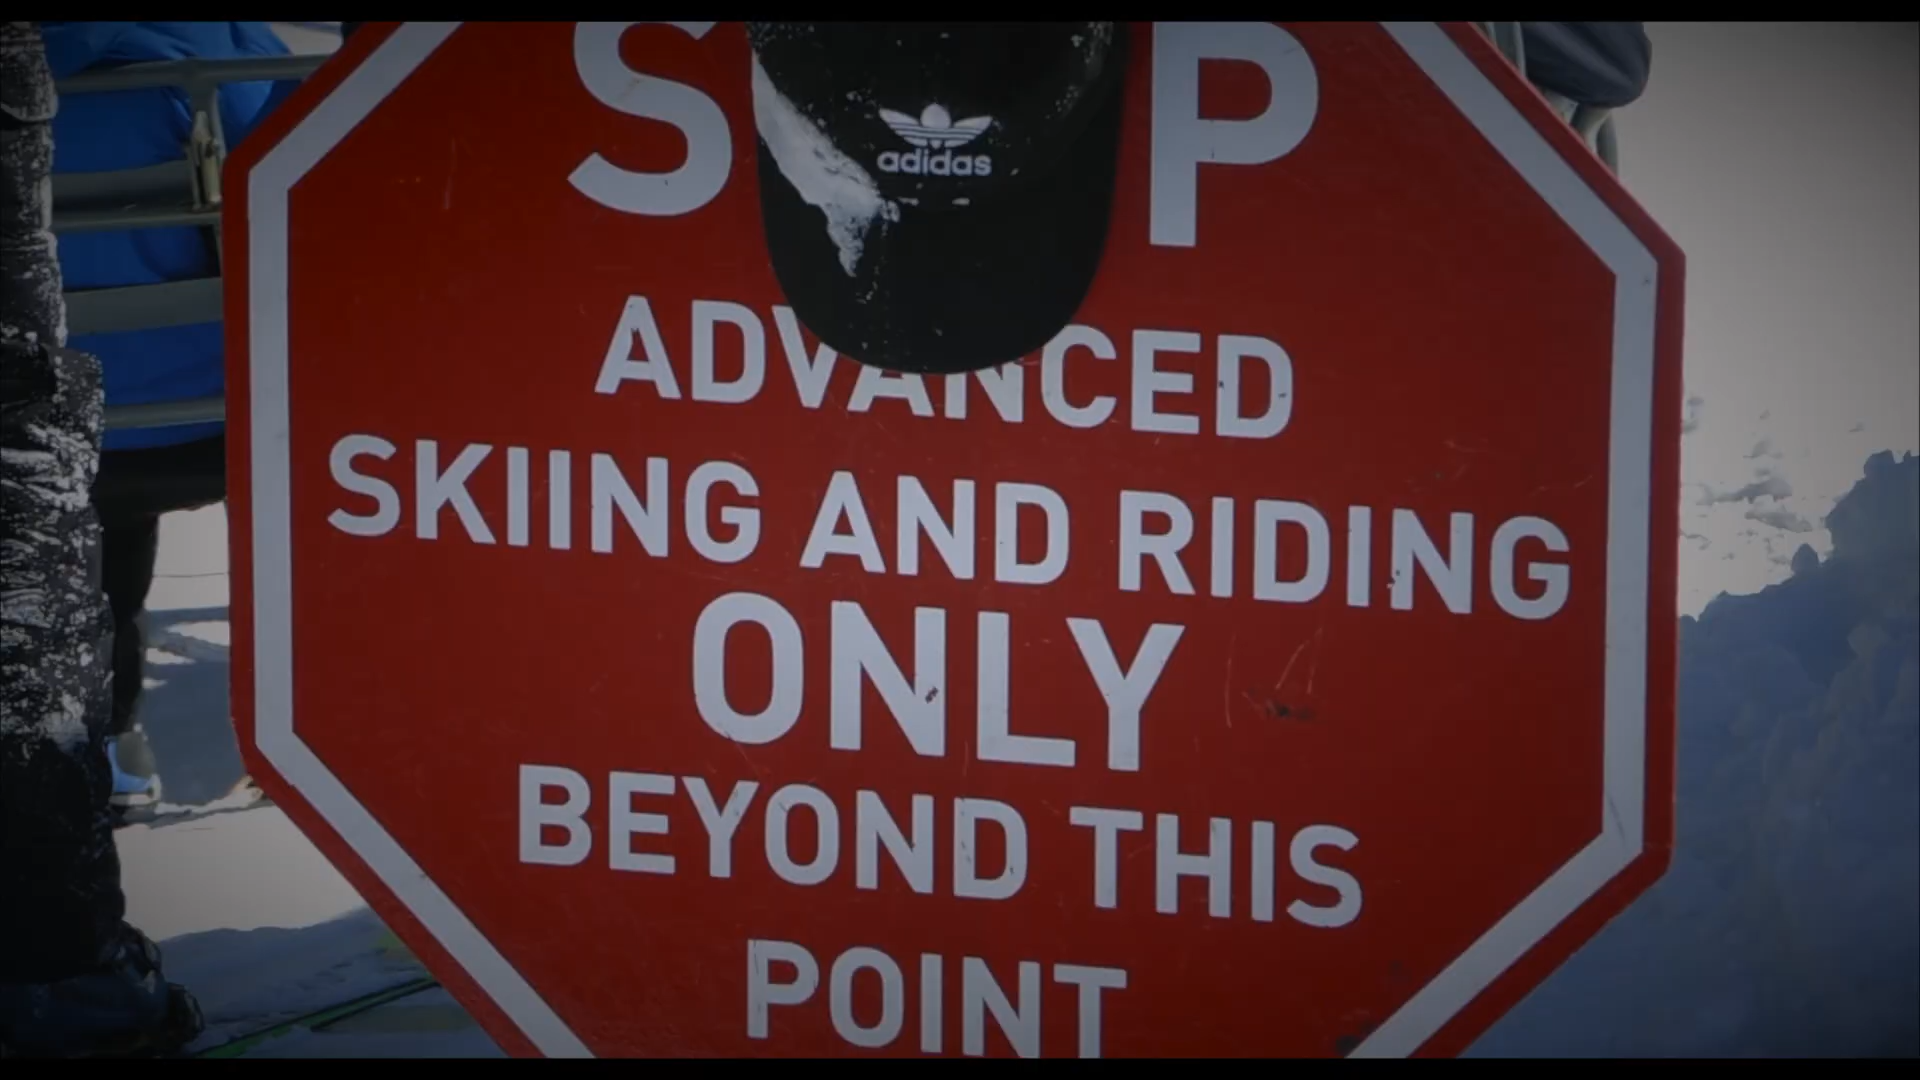 S P
adidas
ADVANCED
SKIING AND RIDING
ONLY
BEYOND THIS
POINT